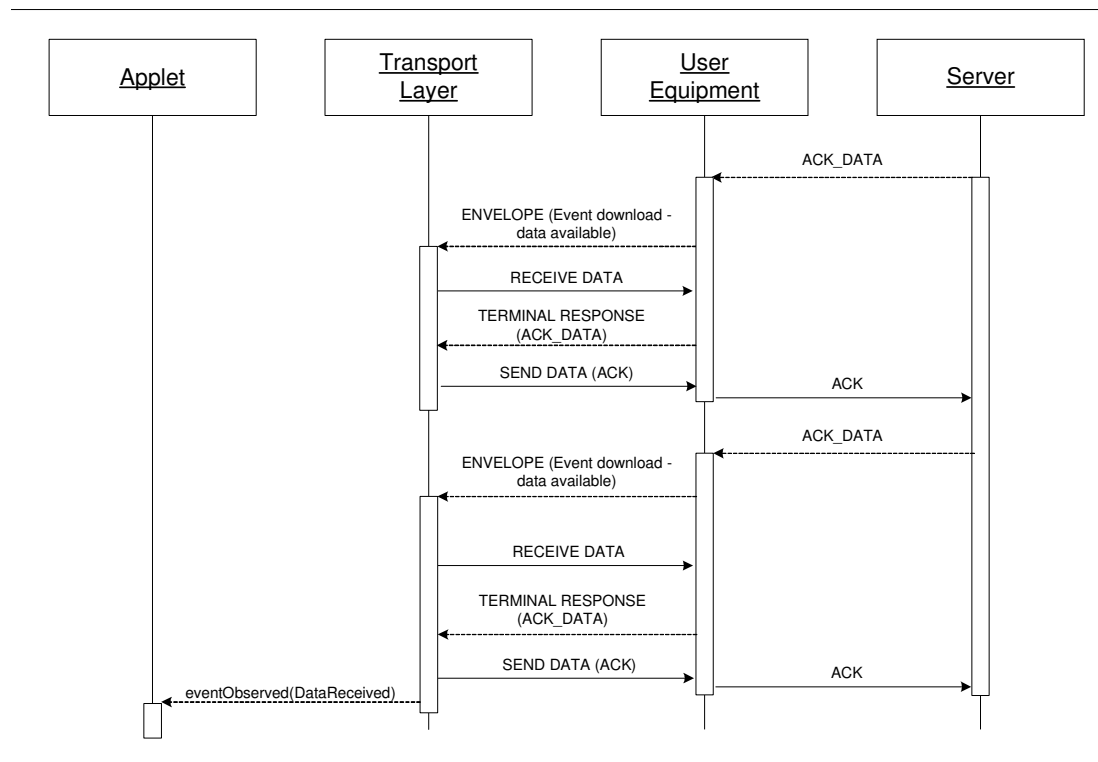 Applet
Transport
Layer
User
Equipment
Server
ACK_DATA
ENVELOPE (Event download -
data available)
RECEIVE DATA
TERMINAL RESPONSE
(ACK_DATA)
SEND DATA (ACK)
ACK
ACK_DATA
ENVELOPE (Event download -
data available)
RECEIVE DATA
TERMINAL RESPONSE
(ACK_DATA)
SEND DATA (ACK)
ACK
eventObserved(DataReceived)